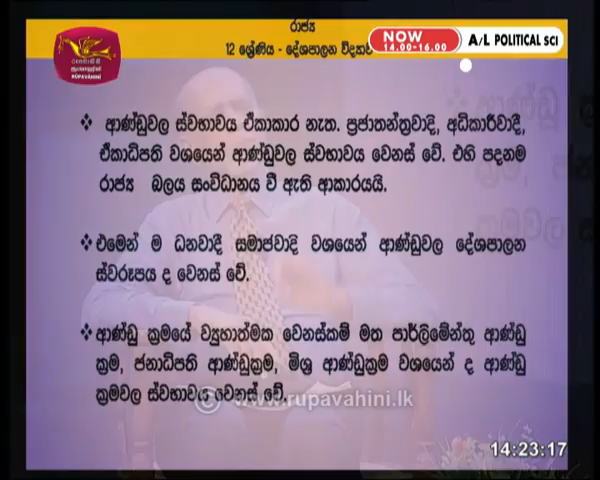 රාජ්‍ය
12 ශ්‍රේණිය - දේශපාලන විද්‍යාව
NOW
14.00-16.00
A/L POLITICAL SCI
RUPAVAHINI
❖ ආණ්ඩුවල ස්වභාවය ඒකාකාර නැත. ප්‍රජාතන්ත්‍රවාදී, අධිකාරීවාදී,
ඒකාධිපති වශයෙන් ආණ්ඩුවල ස්වභාවය වෙනස් වේ. එහි පදනම
රාජ්‍ය බලය සංවිධානය වී ඇති ආකාරයයි.
❖ එමෙන් ම ධනවාදී සමාජවාදී වශයෙන් ආණ්ඩුවල දේශපාලන
ස්වරූපය ද වෙනස් වේ.
❖ ආණ්ඩු ක්‍රමයේ ව්‍යුහාත්මක වෙනස්කම් මත පාර්ලිමේන්තු ආණ්ඩු
ක්‍රම, ජනාධිපති ආණ්ඩුක්‍රම, මිශ්‍ර ආණ්ඩුක්‍රම වශයෙන් ද ආණ්ඩු
ක්‍රමවල ස්වභාවය වෙනස් වේ.
© www.rupavahini.lk
14:23:17